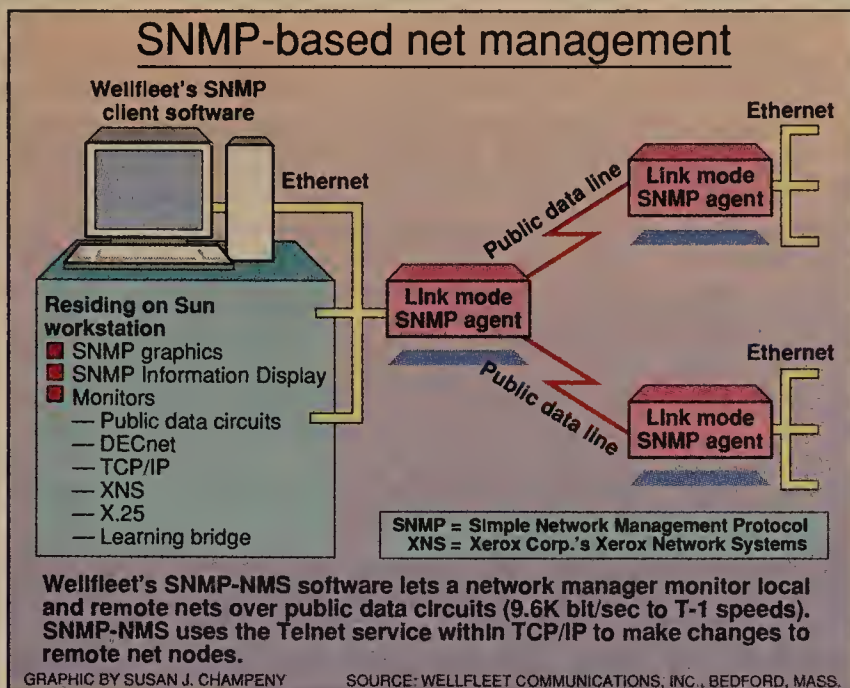 SNMP-based net management
Wellfleet's SNMP
client software
Ethernet
Residing on Sun
workstation
SNMP graphics
SNMP Information Display
Monitors
— Public data circuits
— DECnet
— TCP/IP
— XNS
— X.25
— Learning bridge
Link mode
SNMP agent
Public data line
Public data line
Ethernet
Link mode
SNMP agent
Ethernet
Link mode
SNMP agent
SNMP = Simple Network Management Protocol
XNS = Xerox Corp.'s Xerox Network Systems
Wellfleet's SNMP-NMS software lets a network manager monitor local
and remote nets over public data circuits (9.6K bit/sec to T-1 speeds).
SNMP-NMS uses the Telnet service within TCP/IP to make changes to
remote net nodes.
GRAPHIC BY SUSAN J. CHAMPENY SOURCE: WELLFLEET COMMUNICATIONS, INC., BEDFORD, MASS.